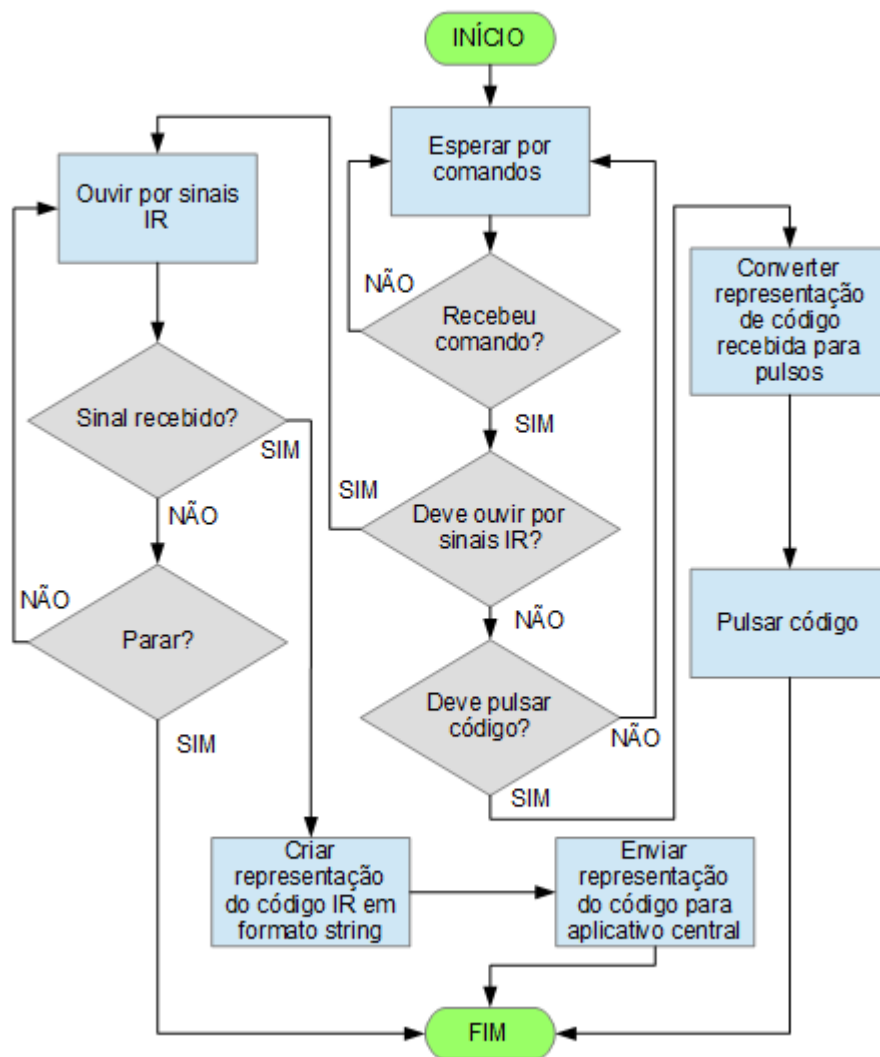 INÍCIO
Esperar por
comandos
Ouvir por sinais
IR
NÃO
Recebeu
comando?
Converter
representação
de código
recebida para
pulsos
Sinal recebido?
SIM
SIM
SIM
Deve ouvir por
sinais IR?
NÃO
NÃO
Parar?
NÃO
Pulsar código
Deve pulsar
código?
NÃO
SIM
SIM
Criar
representação
do código IR em
formato string
Enviar
representação
do código para
aplicativo central
FIM